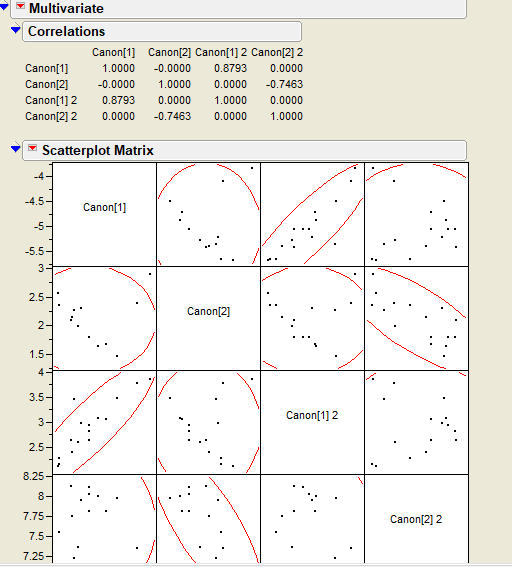 Multivariate
Correlations
Canon[1] Canon[2] Canon[1] 2 Canon[2] 2
Canon[1] 1.0000 -0.0000 0.8793 0.0000
Canon[2] -0.0000 1.0000 0.0000 -0.7463
Canon[1] 2 0.8793 0.0000 1.0000 0.0000
Canon[2] 2 0.0000 -0.7463 0.0000 1.0000
Scatterplot Matrix
-4
-4.5
Canon[1]
-5
-5.5
3
2.5
Canon[2]
2
1.5
4
3.5
Canon[1] 2
3
2.5
8.25
8
Canon[2] 2
7.75
7.5
7.25